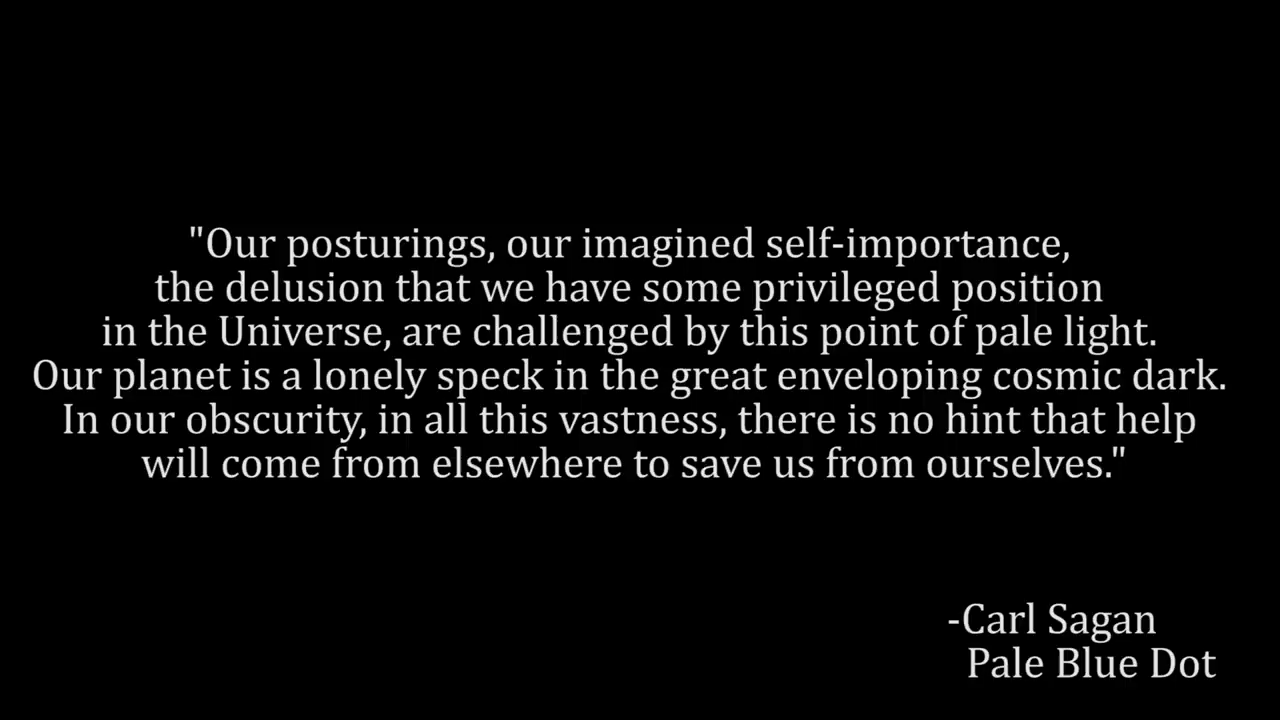 "Our posturings, our imagined self-importance,
the delusion that we have some privileged position
in the Universe, are challenged by this point of pale light.
Our planet is a lonely speck in the great enveloping cosmic dark.
In our obscurity, in all this vastness, there is no hint that help
will come from elsewhere to save us from ourselves."
-Carl Sagan
Pale Blue Dot